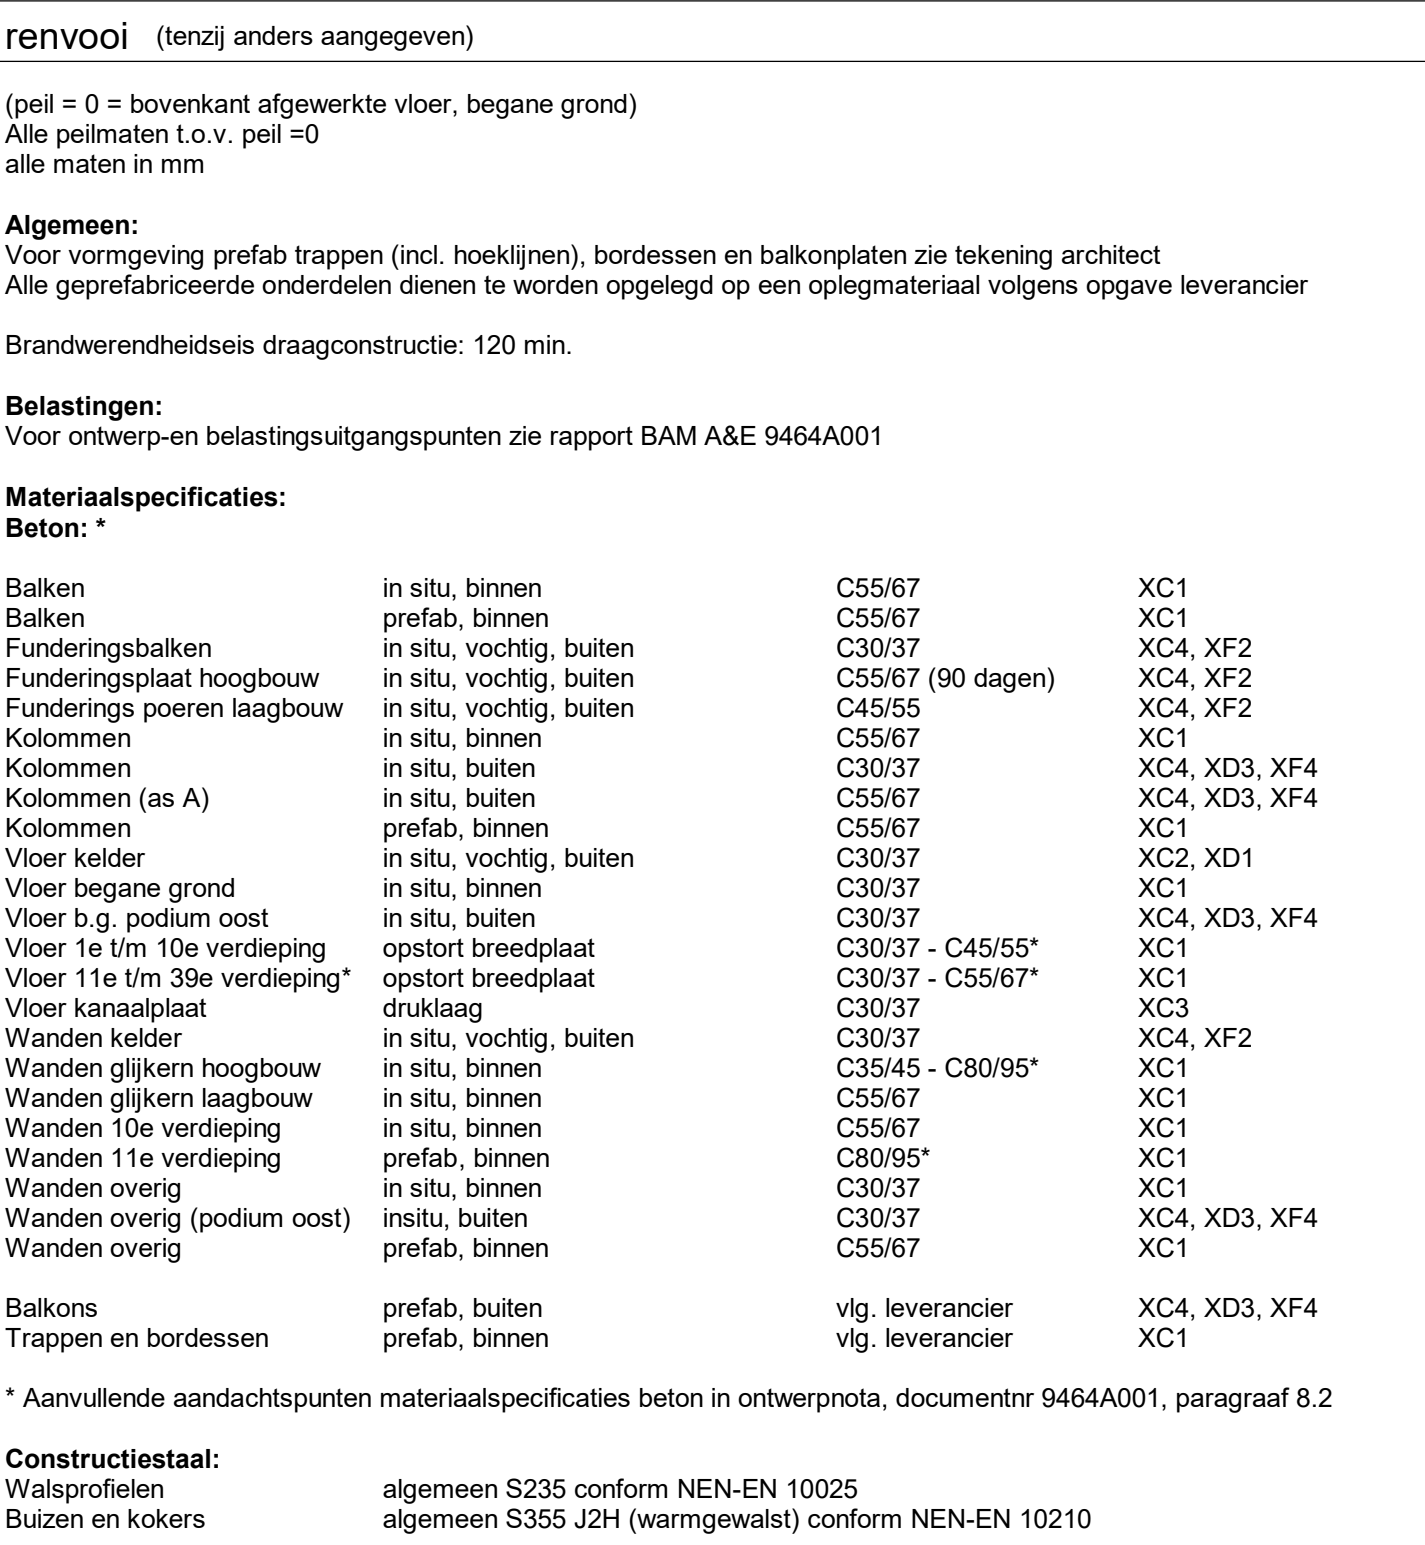 renvooi (tenzij anders aangegeven)
(peil = 0 = bovenkant afgewerkte vloer, begane grond)
Alle peilmaten t.o.v. peil =0
alle maten in mm
Algemeen:
Voor vormgeving prefab trappen (incl. hoeklijnen), bordessen en balkonplaten zie tekening architect
Alle geprefabriceerde onderdelen dienen te worden opgelegd op een oplegmateriaal volgens opgave leverancier
Brandwerendheidseis draagconstructie: 120 min.
Belastingen:
Voor ontwerp-en belastingsuitgangspunten zie rapport BAM A&E 9464A001
Materiaalspecificaties:
Beton: *
Balken in situ, binnen C55/67 XC1
Balken prefab, binnen C55/67 XC1
Funderingsbalken in situ, vochtig, buiten C30/37 XC4, XF2
Funderingsplaat hoogbouw in situ, vochtig, buiten C55/67 (90 dagen) XC4, XF2
Funderings poeren laagbouw in situ, vochtig, buiten C45/55 XC4, XF2
Kolommen in situ, binnen C55/67 XC1
Kolommen in situ, buiten C30/37 XC4, XD3, XF4
Kolommen (as A) in situ, buiten C55/67 XC4, XD3, XF4
Kolommen prefab, binnen C55/67 XC1
Vloer kelder in situ, vochtig, buiten C30/37 XC2, XD1
Vloer begane grond in situ, binnen C30/37 XC1
Vloer b.g. podium oost in situ, buiten C30/37 XC4, XD3, XF4
Vloer 1e t/m 10e verdieping opstort breedplaat C30/37 - C45/55* XC1
Vloer 11e t/m 39e verdieping* opstort breedplaat C30/37 - C55/67* XC1
Vloer kanaalplaat druklaag C30/37 XC3
Wanden kelder in situ, vochtig, buiten C30/37 XC4, XF2
Wanden glijkern hoogbouw in situ, binnen C35/45 - C80/95* XC1
Wanden glijkern laagbouw in situ, binnen C55/67 XC1
Wanden 10e verdieping in situ, binnen C55/67 XC1
Wanden 11e verdieping prefab, binnen C80/95* XC1
Wanden overig in situ, binnen C30/37 XC1
Wanden overig (podium oost) insitu, buiten C30/37 XC4, XD3, XF4
Wanden overig prefab, binnen C55/67 XC1
Balkons prefab, buiten vlg. leverancier XC4, XD3, XF4
Trappen en bordessen prefab, binnen vlg. leverancier XC1
* Aanvullende aandachtspunten materiaalspecificaties beton in ontwerpnota, documentnr 9464A001, paragraaf 8.2
Constructiestaal:
Walsprofielen algemeen S235 conform NEN-EN 10025
Buizen en kokers algemeen S355 J2H (warmgewalst) conform NEN-EN 10210